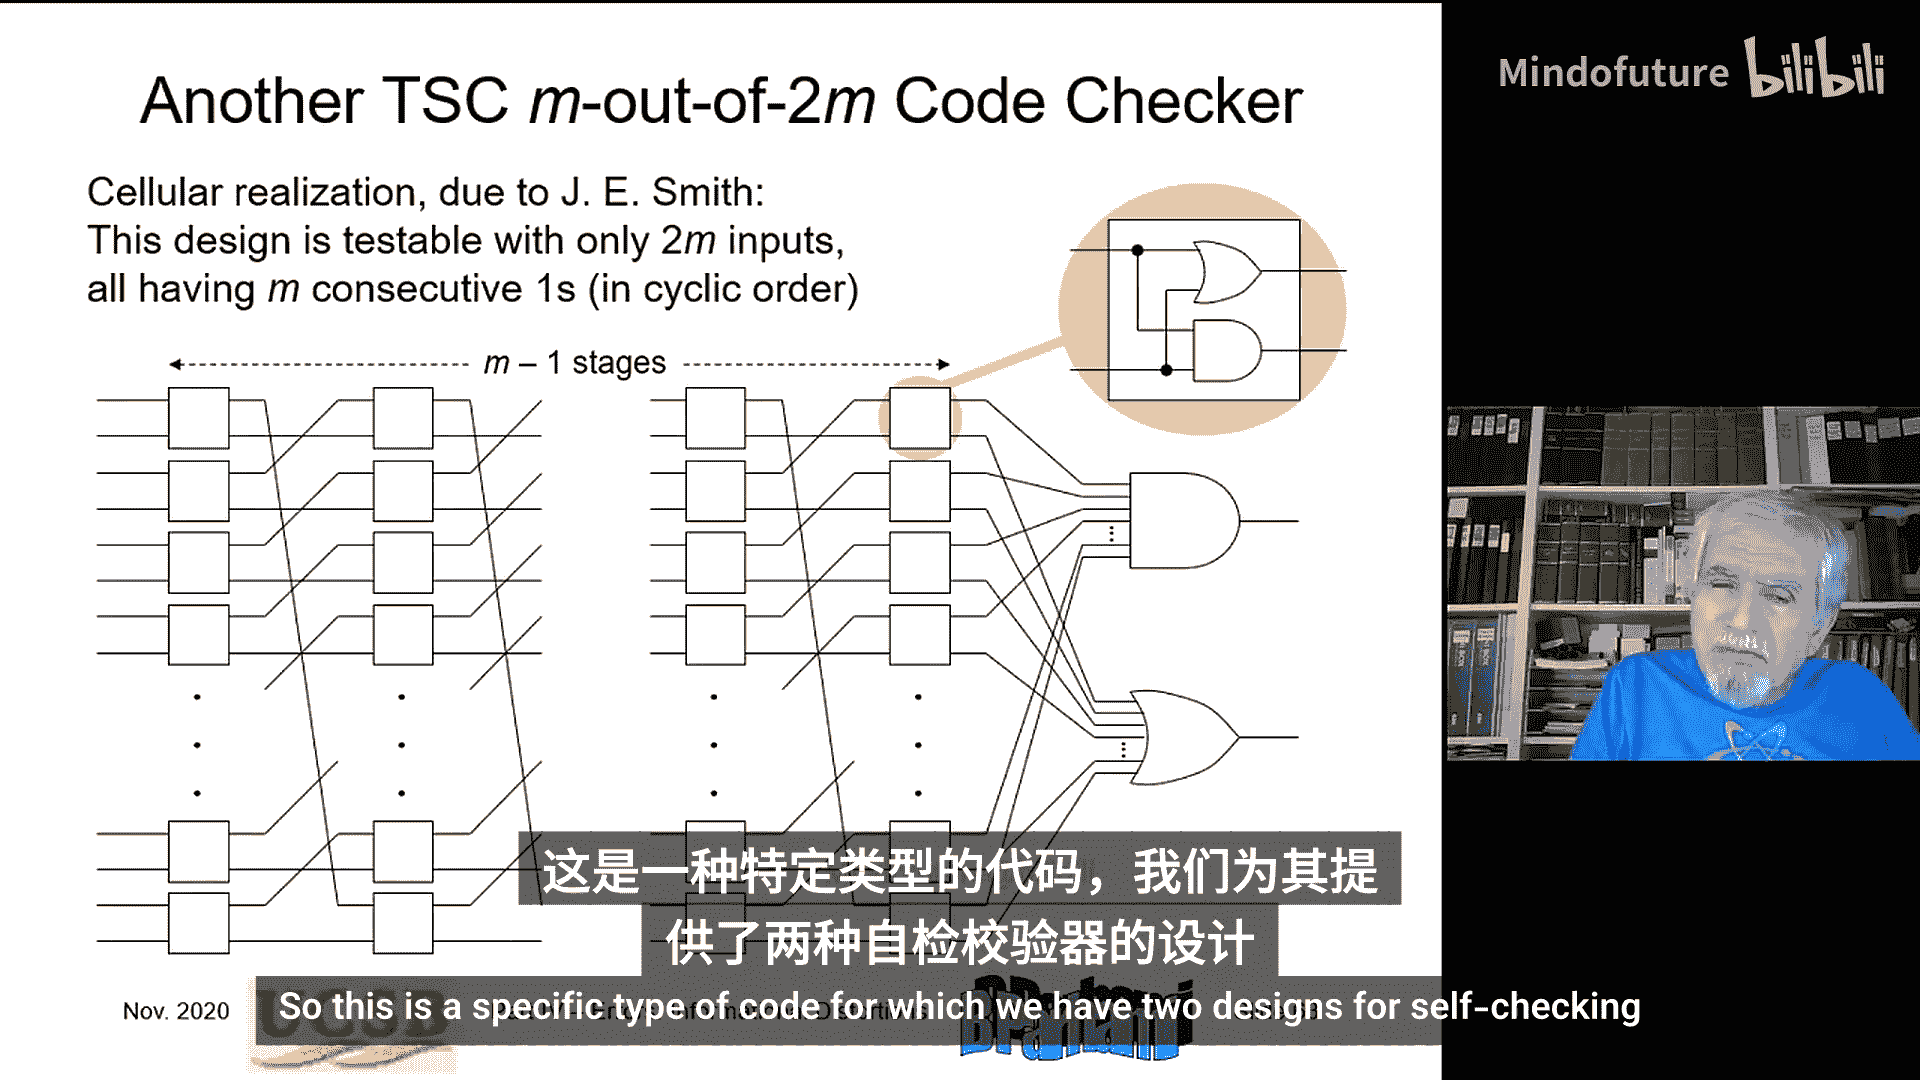 Another TSC m-out-of-2m Code Checker
Mindofuture bilibili
Cellular realization, due to J. E. Smith:
This design is testable with only 2m inputs,
all having m consecutive 1s (in cyclic order)
m – 1 stages
这是一种特定类型的代码，我们为其提
供了两种自检校验器的设计
Nov. 2020
UCSB
So this is a specific type of code for which we have two designs for self-checking